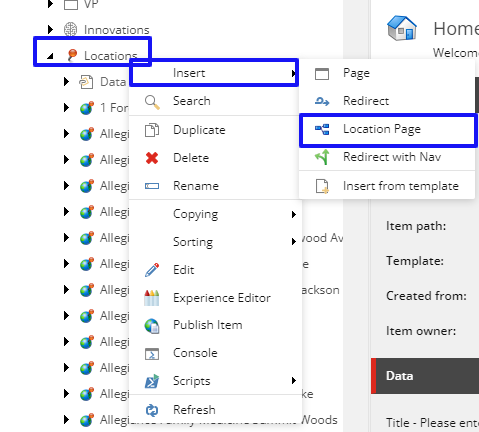 VP
Innovations
Locations
Data
1 For
Allegi
Allegi
Allegi
Allegi
Allegi
wood Av
Allegi
e
Allegi
ackson
Allegi
Allegi
Allegi
Allegi
ke
Allegiance Family Medicine Summit Woods
Insert
Search
Duplicate
Delete
Rename
Copying
Sorting
Edit
Experience Editor
Publish Item
Console
Scripts
Refresh
Page
Redirect
Location Page
Redirect with Nav
Insert from template
Home
Welcome
Item path:
Template:
Created from:
Item owner:
Data
Title - Please ente